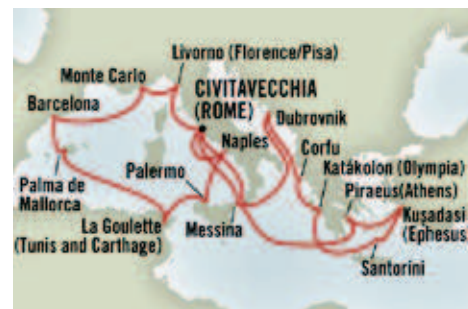 Livorno (Florence/Pisa)
Monte Carlo
CIVITAVECCHIA
(ROME)
Barcelona
Dubrovnik
Naples
Corfu
Palermo
Katákolon (Olympia)
Piraeus(Athens)
Palma de
Mallorca
Kuşadasi
(Ephesus)
La Goulette
(Tunis and Carthage)
Messina
Santorini